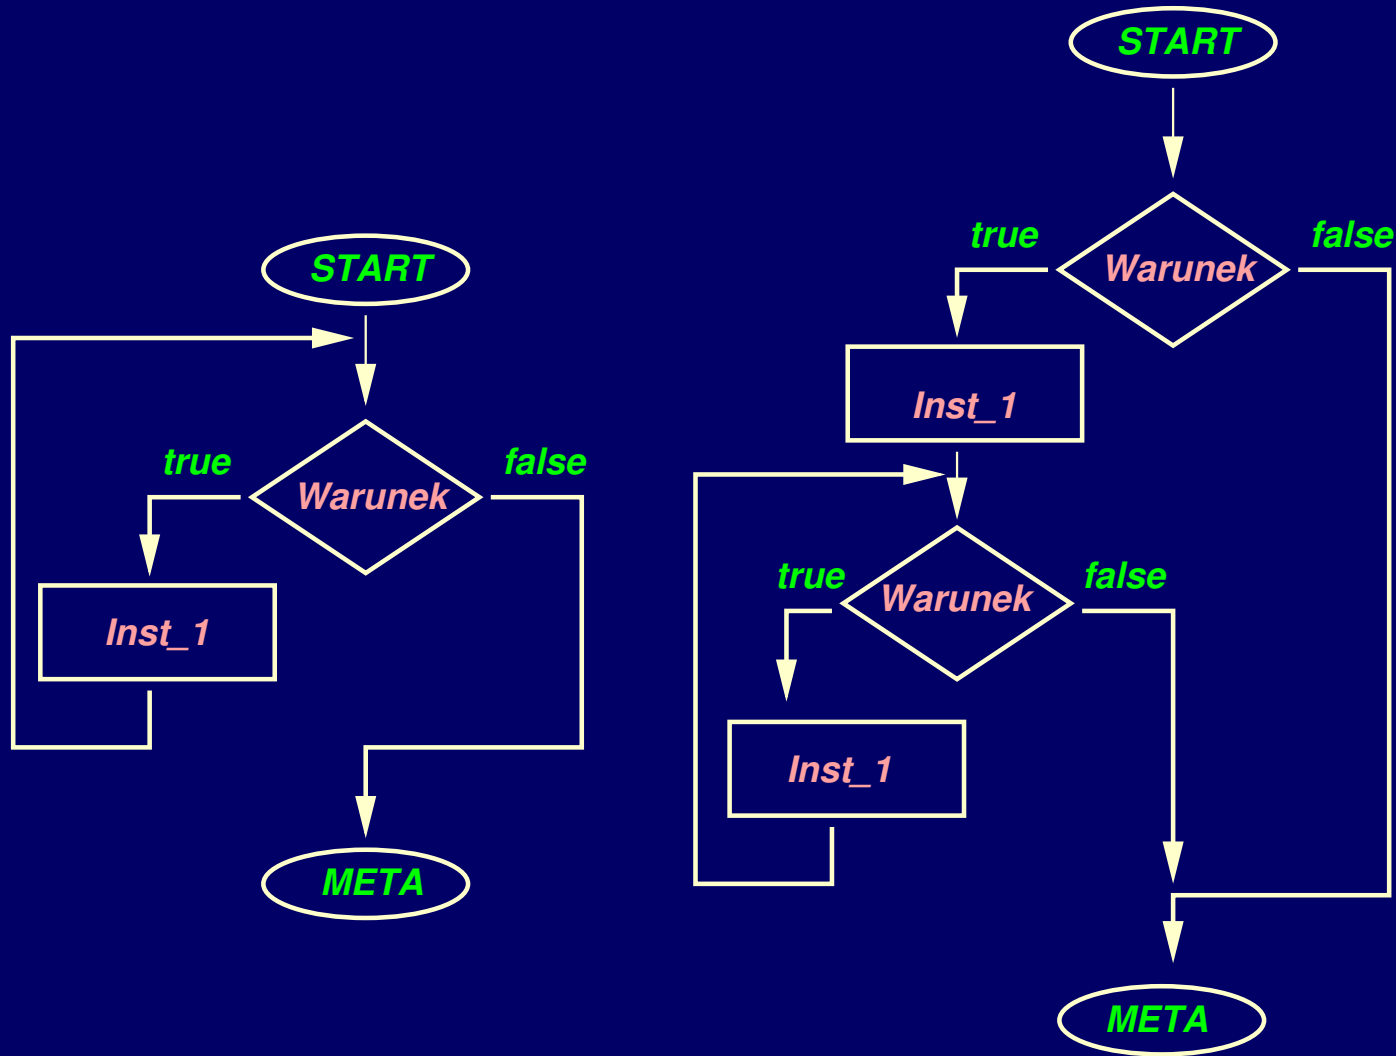 START
true
Warunek
false
Inst_1
META
START
true
Warunek
false
Inst_1
true
Warunek
false
Inst_1
META